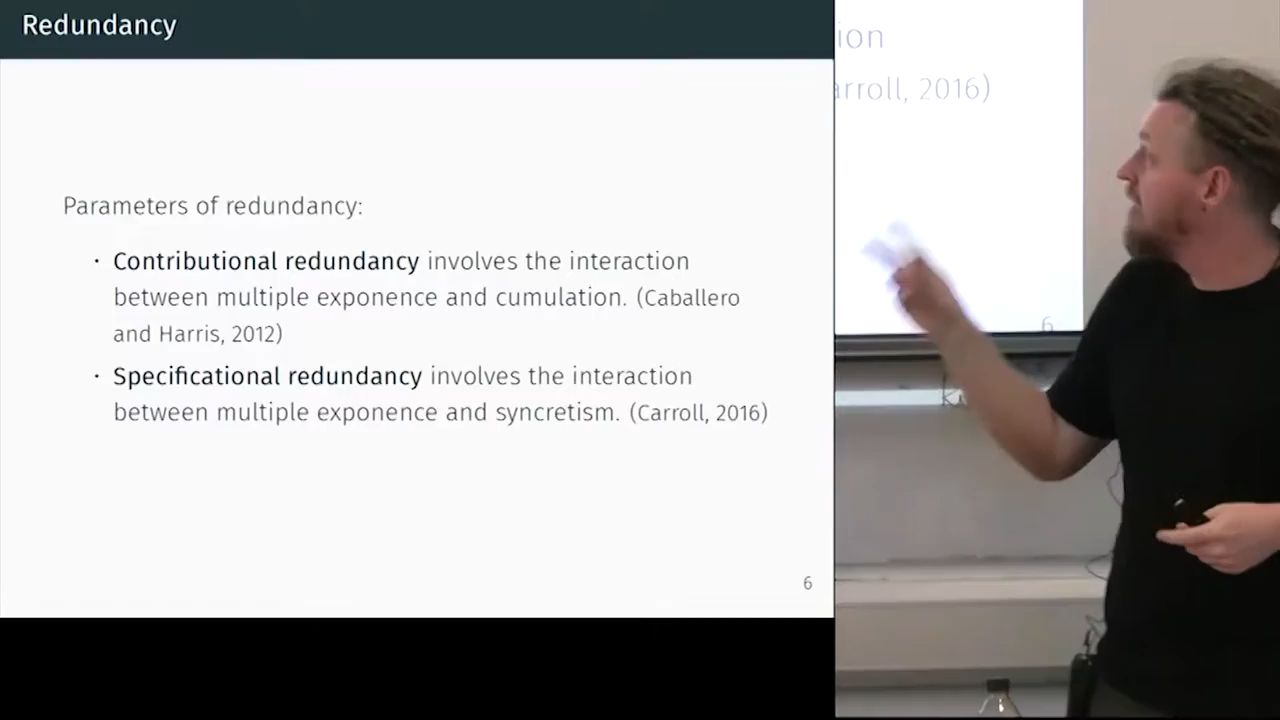 Redundancy
Parameters of redundancy:
· Contributional redundancy involves the interaction
between multiple exponence and cumulation. (Caballero
and Harris, 2012)
· Specificational redundancy involves the interaction
between multiple exponence and syncretism. (Carroll, 2016)
6
ion
arroll, 2016)
6